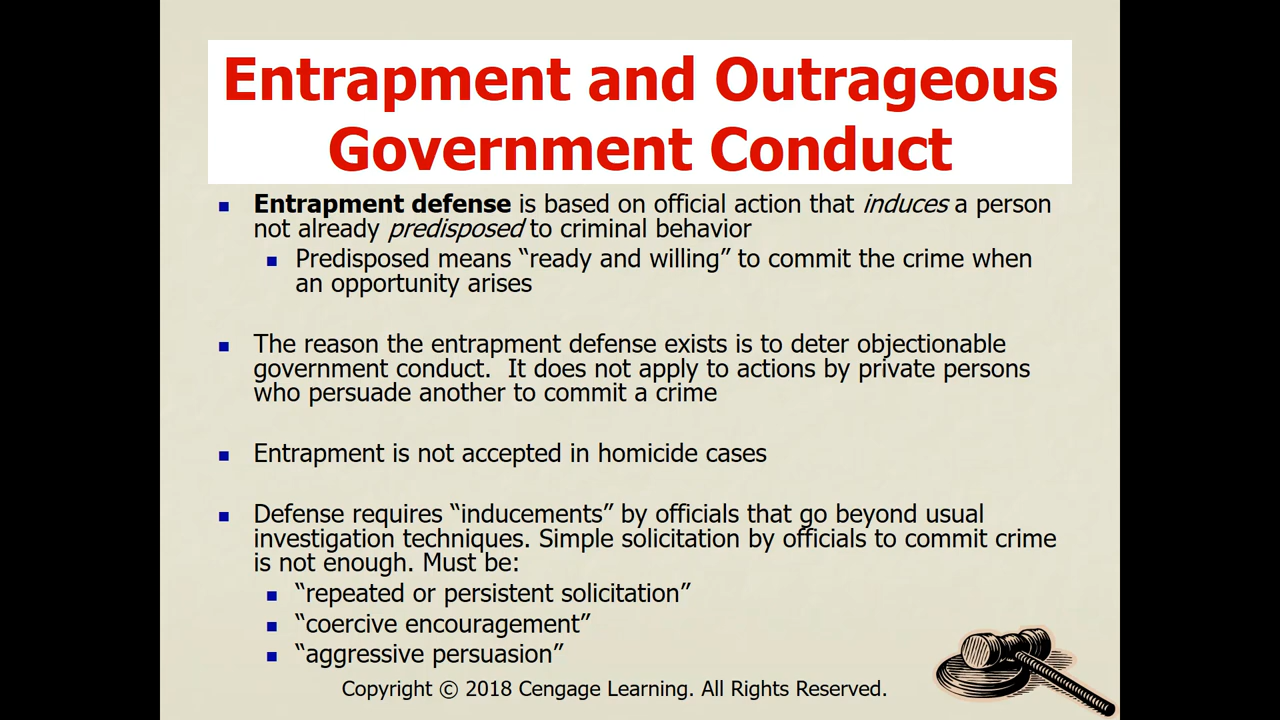 Entrapment and Outrageous
Government Conduct
Entrapment defense is based on official action that induces a person
not already predisposed to criminal behavior
Predisposed means “ready and willing” to commit the crime when
an opportunity arises
The reason the entrapment defense exists is to deter objectionable
government conduct.  It does not apply to actions by private persons
who persuade another to commit a crime
Entrapment is not accepted in homicide cases
Defense requires “inducements” by officials that go beyond usual
investigation techniques. Simple solicitation by officials to commit crime
is not enough. Must be:
“repeated or persistent solicitation”
“coercive encouragement”
“aggressive persuasion”
Copyright © 2018 Cengage Learning. All Rights Reserved.